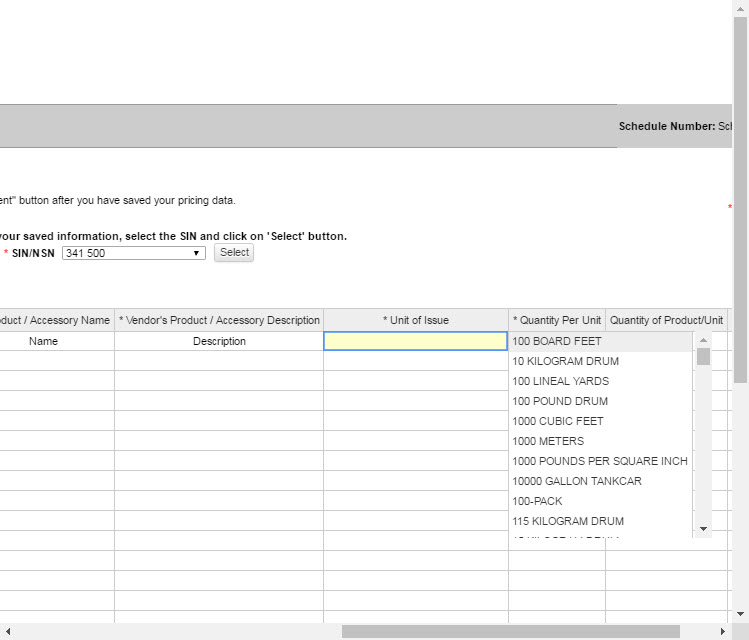 Schedule Number: Sch
ent" button after you have saved your pricing data.
*
your saved information, select the SIN and click on 'Select' button.
* SIN/NSN 341 500 Select
oduct / Accessory Name * Vendor's Product / Accessory Description * Unit of Issue * Quantity Per Unit Quantity of Product/Unit
Name Description 100 BOARD FEET
10 KILOGRAM DRUM
100 LINEAL YARDS
100 POUND DRUM
1000 CUBIC FEET
1000 METERS
1000 POUNDS PER SQUARE INCH
10000 GALLON TANKCAR
100-PACK
115 KILOGRAM DRUM